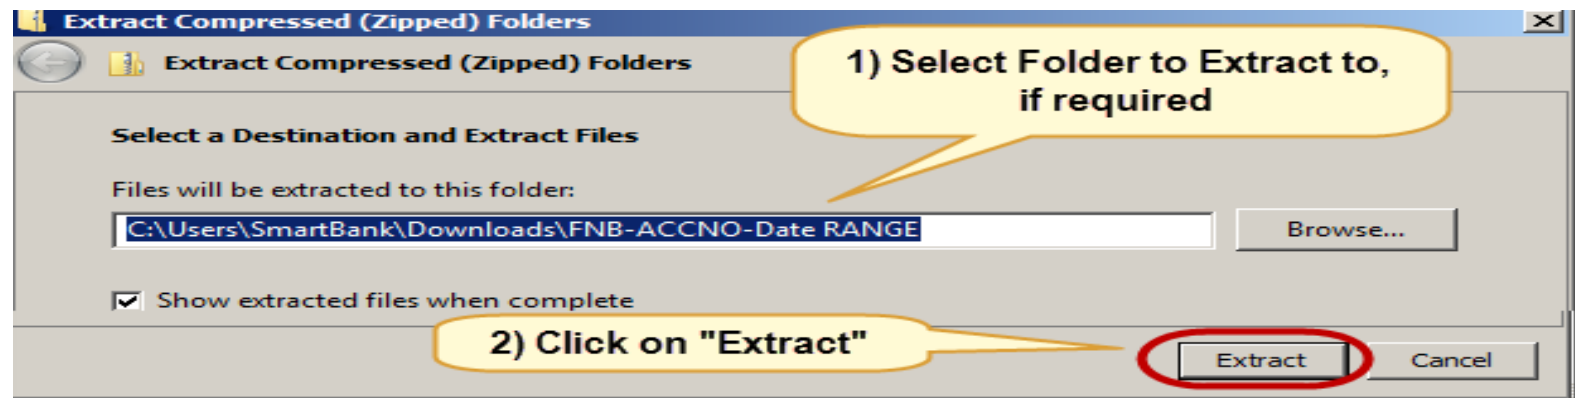 Extract Compressed (Zipped) Folders
Extract Compressed (Zipped) Folders
1) Select Folder to Extract to,
if required
Select a Destination and Extract Files
Files will be extracted to this folder:
C:\Users\SmartBank\Downloads\FNB-ACCNO-Date RANGE
Browse...
Show extracted files when complete
2) Click on "Extract"
Extract
Cancel